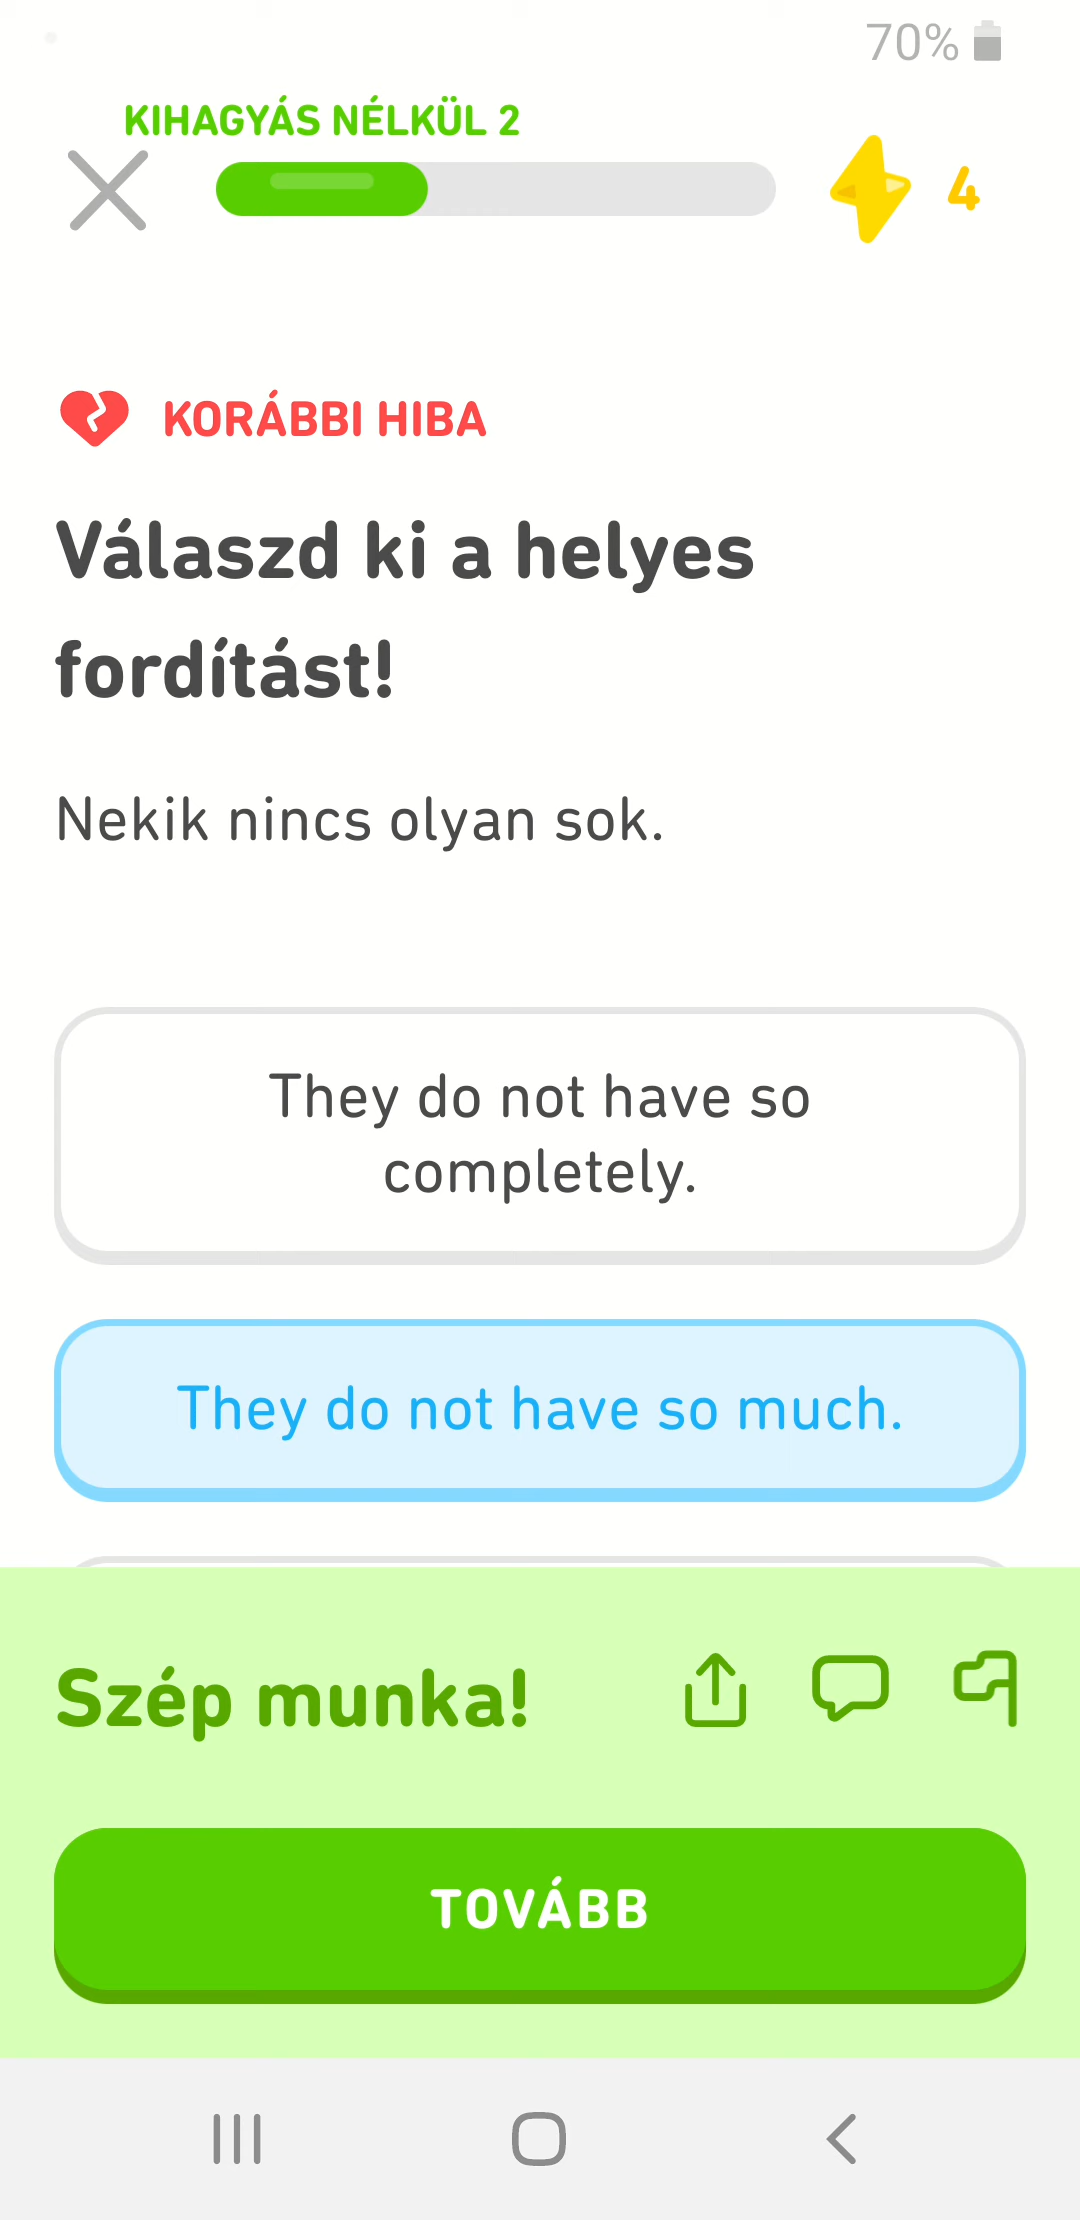 70%
KIHAGYÁS NÉLKÜL 2
4
KORÁBBI HIBA
Válaszd ki a helyes
fordítást!
Nekik nincs olyan sok.
They do not have so
completely.
They do not have so much.
Szép munka!
TOVÁBB